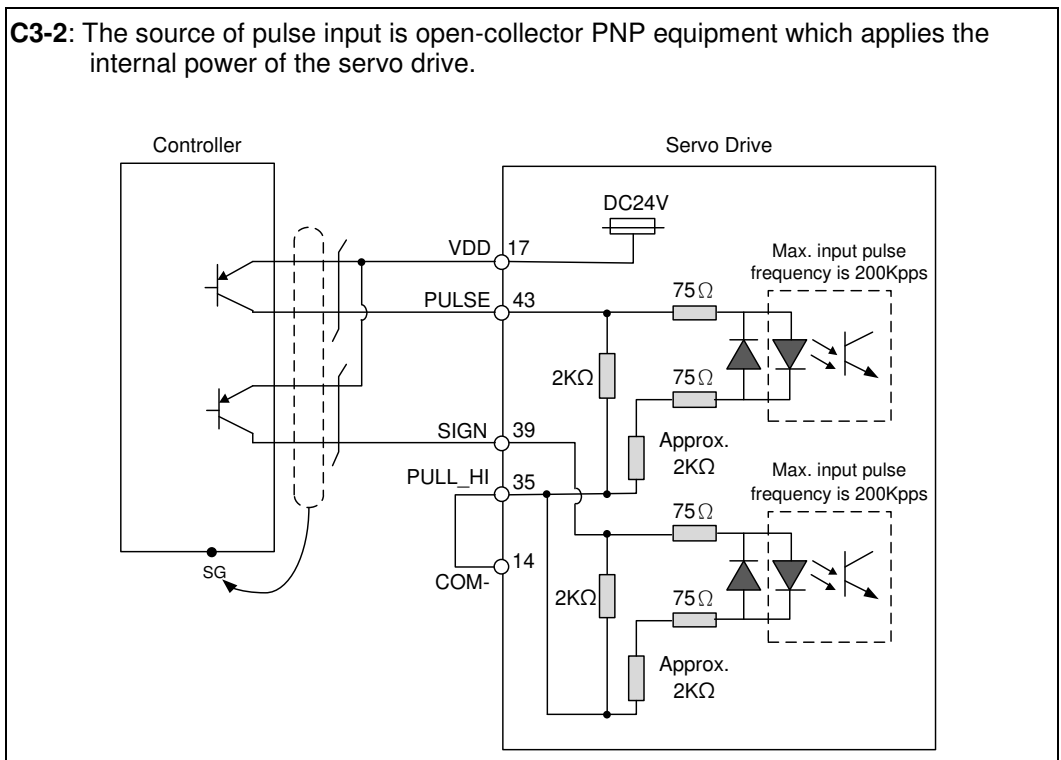 C3-2: The source of pulse input is open-collector PNP equipment which applies the
internal power of the servo drive.
Controller
Servo Drive
DC24V
VDD 17
Max. input pulse
frequency is 200Kpps
75Ω
PULSE 43
2KΩ
75Ω
SIGN 39
Approx.
2KΩ
PULL_HI 35
Max. input pulse
frequency is 200Kpps
75Ω
14
COM-
SG
2KΩ
75Ω
Approx.
2KΩ